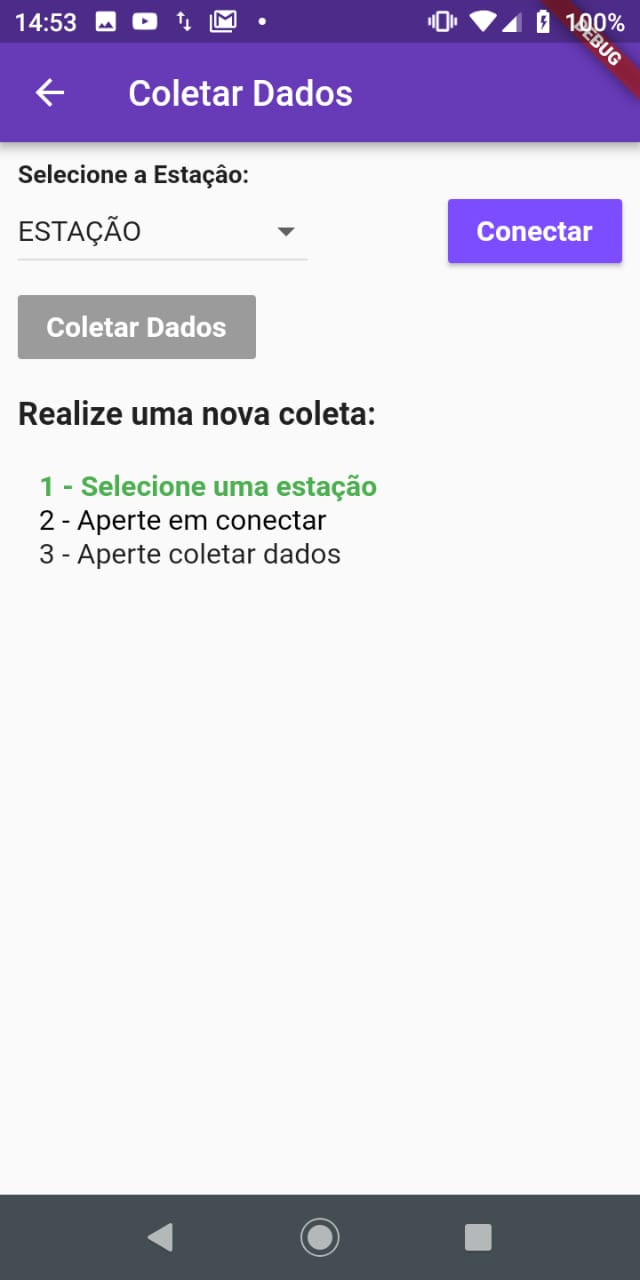 14:53
100%
DEBUG
Coletar Dados
Selecione a Estaçâo:
ESTAÇÃO
Conectar
Coletar Dados
Realize uma nova coleta:
1 - Selecione uma estação
2 - Aperte em conectar
3 - Aperte coletar dados